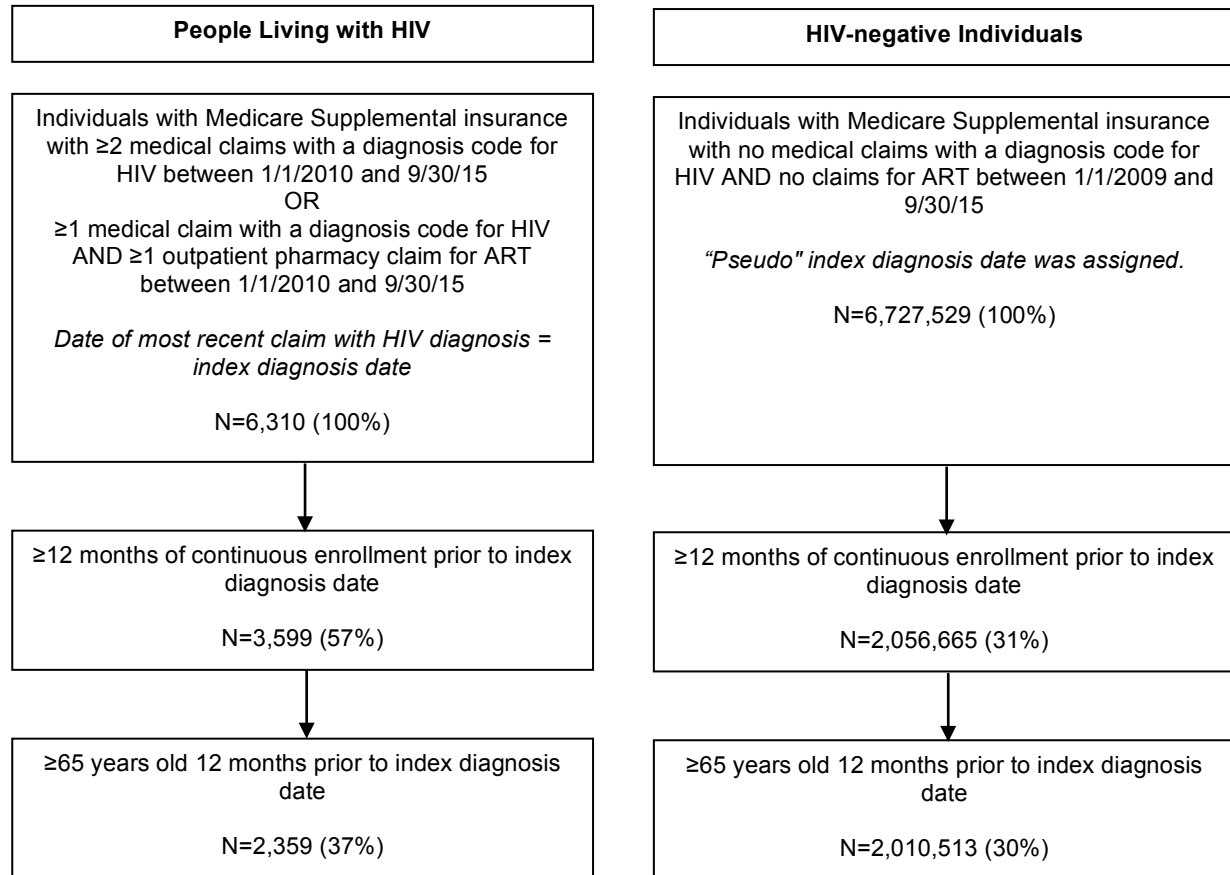 People Living with HIV
Individuals with Medicare Supplemental insurance
with ≥2 medical claims with a diagnosis code for
HIV between 1/1/2010 and 9/30/15
OR
≥1 medical claim with a diagnosis code for HIV
AND ≥1 outpatient pharmacy claim for ART
between 1/1/2010 and 9/30/15
Date of most recent claim with HIV diagnosis =
index diagnosis date
N=6,310 (100%)
≥12 months of continuous enrollment prior to index
diagnosis date
N=3,599 (57%)
≥65 years old 12 months prior to index diagnosis
date
N=2,359 (37%)
HIV-negative Individuals
Individuals with Medicare Supplemental insurance
with no medical claims with a diagnosis code for
HIV AND no claims for ART between 1/1/2009 and
9/30/15
“Pseudo" index diagnosis date was assigned.
N=6,727,529 (100%)
≥12 months of continuous enrollment prior to index
diagnosis date
N=2,056,665 (31%)
≥65 years old 12 months prior to index diagnosis
date
N=2,010,513 (30%)